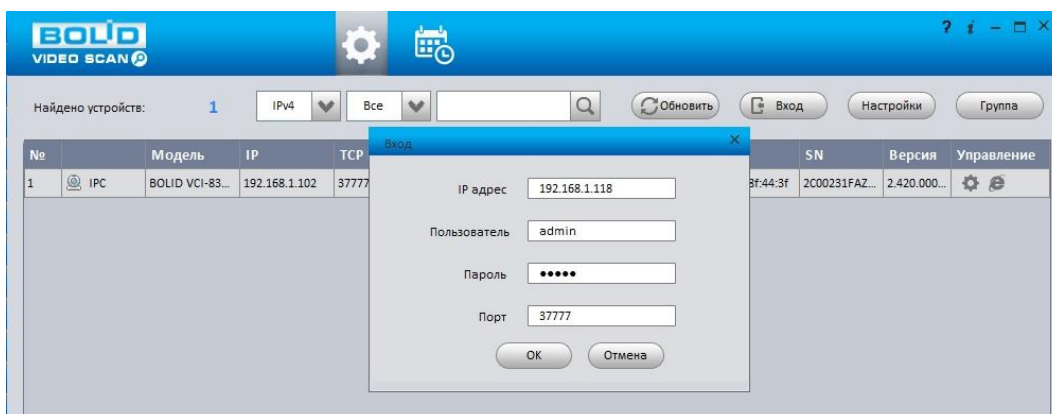 BOLID
VIDEO SCAN
? i
Найдено устройств: 1 IPv4 Все Обновить Вход Настройки Группа
Вход
№ Модель IP TCP SN Версия Управление
1 IPC BOLID VCI-83... 192.168.1.102 37777 3f:44:3f 2C00231FAZ... 2.420.000...
IP адрес 192.168.1.118
Пользователь admin
Пароль •••••
Порт 37777
OK Отмена